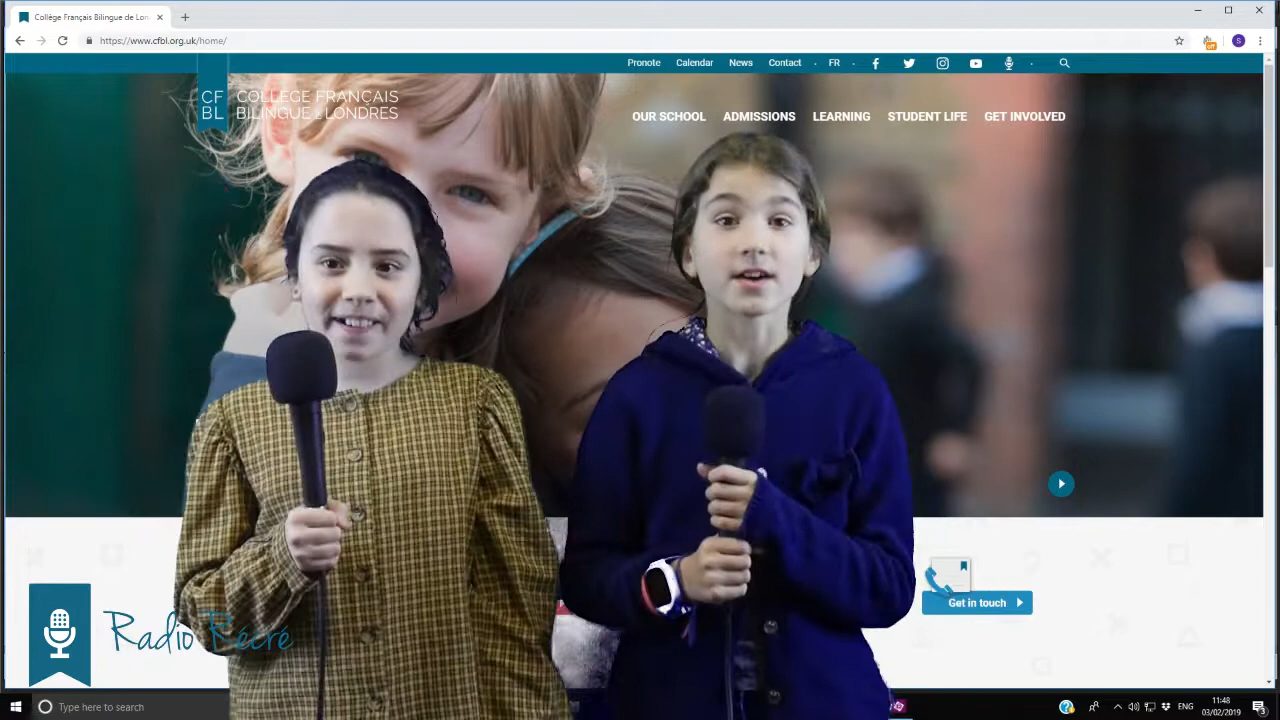 Collège Français Bilingue de Lon
https://www.cfbl.org.uk/home/
Pronote Calendar News Contact FR
CF BL
COLLÈGE FRANÇAIS
BILINGUE DE LONDRES
OUR SCHOOL ADMISSIONS LEARNING STUDENT LIFE GET INVOLVED
Get in touch
Radio Récré
Type here to search
ENG
11:48
03/02/2019